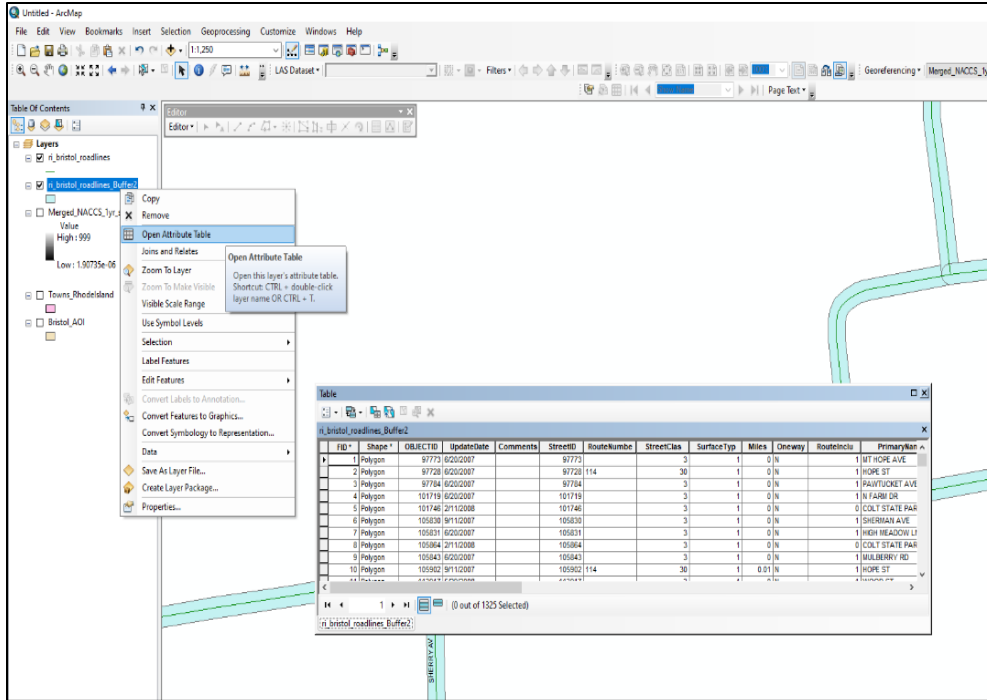 Untitled - ArcMap
File Edit View Bookmarks Insert Selection Geoprocessing Customize Windows Help
1:1,250
LAS Dataset
Filters
Georeferencing
Merged_NACCS_1y
Page Text
Table Of Contents
Editor
Editor
Layers
ri_bristol_roadlines
ri_bristol_roadlines_Buffer2
Merged_NACCS_1yr_
Value
High : 999
Low : 1.90735e-06
Towns_RhodeIsland
Bristol_AOI
Copy
Remove
Open Attribute Table
Joins and Relates
Zoom To Layer
Zoom To Make Visible
Visible Scale Range
Use Symbol Levels
Selection
Label Features
Edit Features
Convert Labels to Annotation...
Convert Features to Graphics...
Convert Symbology to Representation...
Data
Save As Layer File...
Create Layer Package...
Properties...
Open Attribute Table
Open this layer's attribute table.
Shortcut: CTRL + double-click
layer name OR CTRL + T.
Table
ri_bristol_roadlines_Buffer2
FID * Shape * OBJECTID UpdateDate Comments StreetID RouteNumbe StreetClas SurfaceTyp Miles Oneway RouteInclu PrimaryNam
1 Polygon 97773 6/20/2007 97773 3 1 0 N 1 MT HOPE AVE
2 Polygon 97728 6/20/2007 97728 114 30 1 0 N 1 HOPE ST
3 Polygon 97784 6/20/2007 97784 3 1 0 N 1 PAWTUCKET AVE
4 Polygon 101719 6/20/2007 101719 3 1 0 N 1 N FARM DR
5 Polygon 101746 2/11/2008 101746 3 1 0 N 0 COLT STATE PAR
6 Polygon 105830 9/11/2007 105830 3 1 0 N 1 SHERMAN AVE
7 Polygon 105831 6/20/2007 105831 3 1 0 N 1 HIGH MEADOW LN
8 Polygon 105864 2/11/2008 105864 3 1 0 N 0 COLT STATE PAR
9 Polygon 105843 6/20/2007 105843 3 1 0 N 1 MULBERRY RD
10 Polygon 105902 9/11/2007 105902 114 30 1 0.01 N 1 HOPE ST
1 (0 out of 1325 Selected)
ri_bristol_roadlines_Buffer2
SHERRY AV